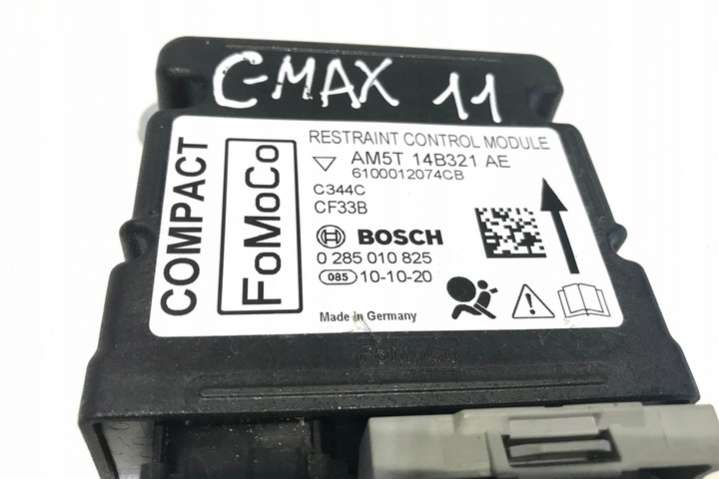 C-MAX 11
COMPACT
FoMoCo
RESTRAINT CONTROL MODULE
AM5T 14B321 AE
6100012074CB
C344C
CF33B
BOSCH
0 285 010 825
085 10-10-20
Made in Germany